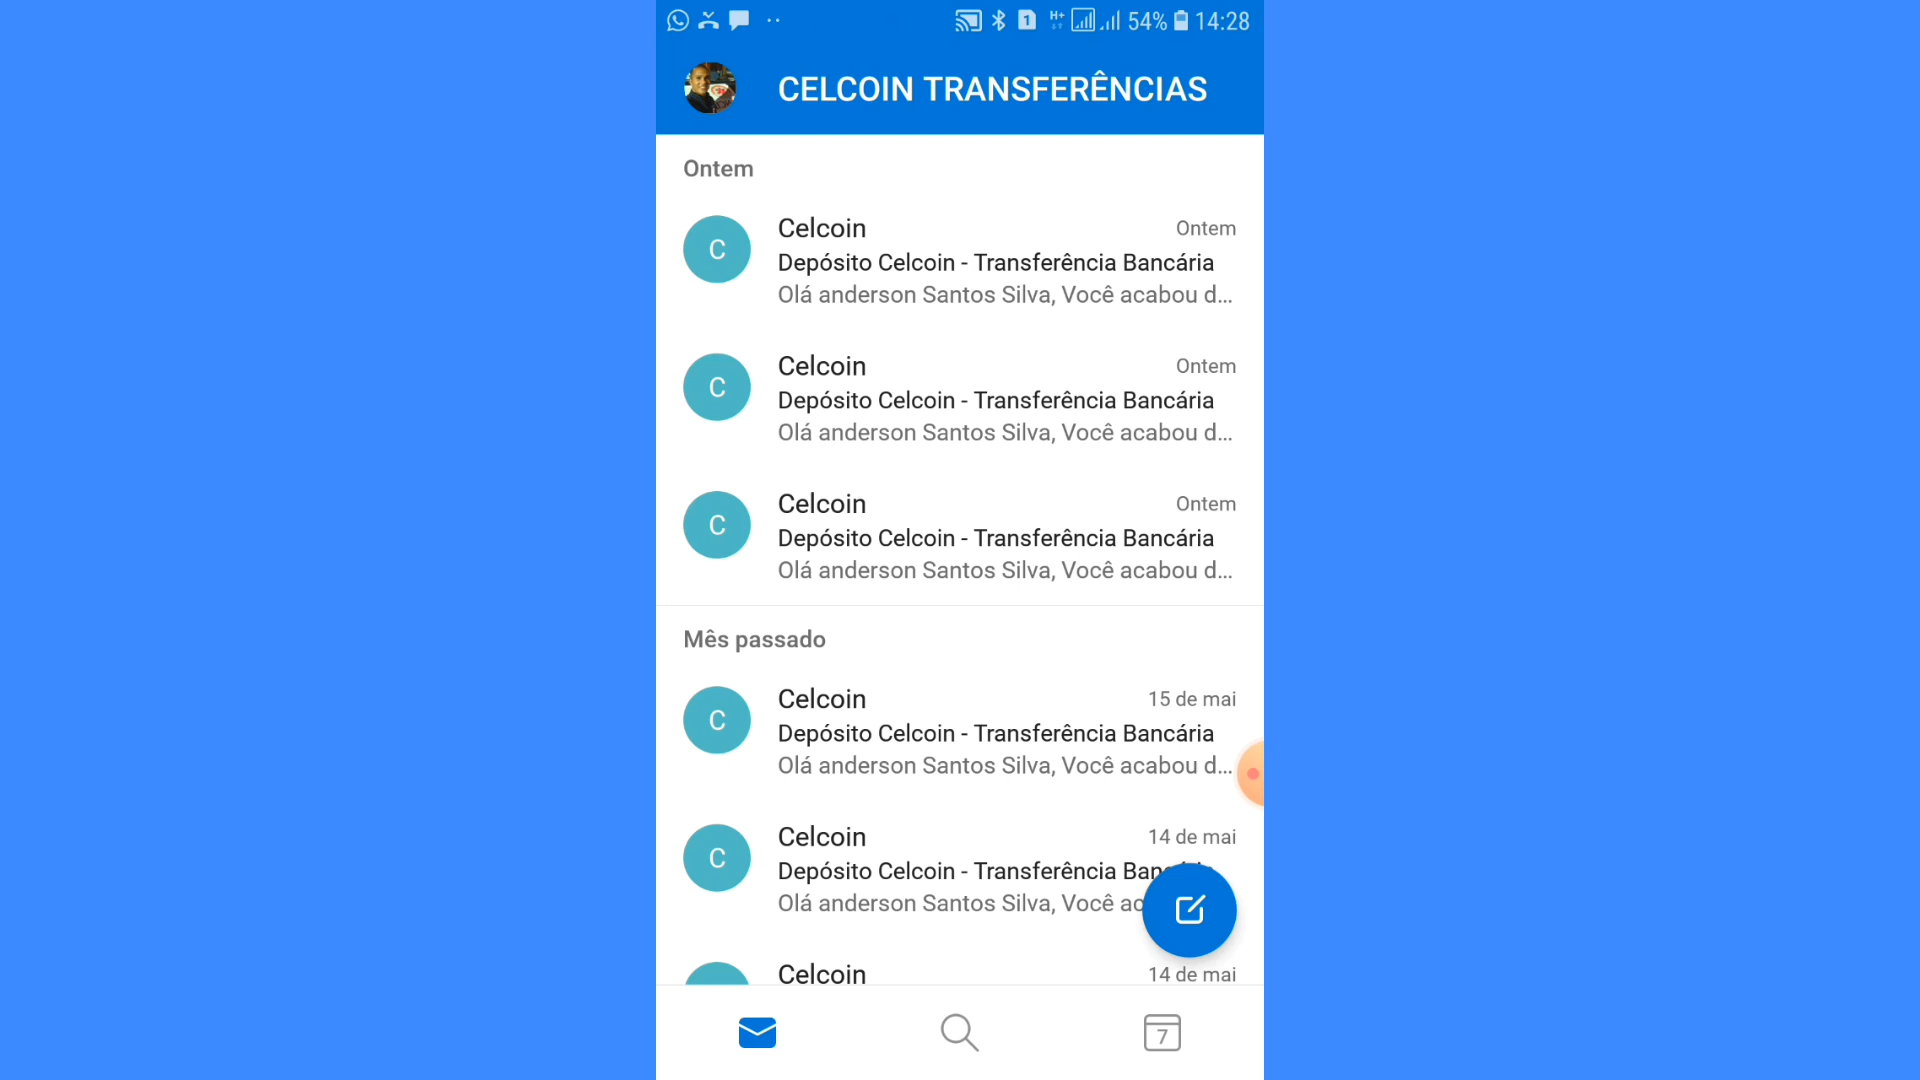 1 H+ 54% 14:28
CELCOIN TRANSFERÊNCIAS
Ontem
C
Celcoin
Ontem
Depósito Celcoin - Transferência Bancária
Olá anderson Santos Silva, Você acabou d...
C
Celcoin
Ontem
Depósito Celcoin - Transferência Bancária
Olá anderson Santos Silva, Você acabou d...
C
Celcoin
Ontem
Depósito Celcoin - Transferência Bancária
Olá anderson Santos Silva, Você acabou d...
Mês passado
C
Celcoin
15 de mai
Depósito Celcoin - Transferência Bancária
Olá anderson Santos Silva, Você acabou d...
C
Celcoin
14 de mai
Depósito Celcoin - Transferência
Olá anderson Santos Silva, Você
Celcoin
14 de mai
7